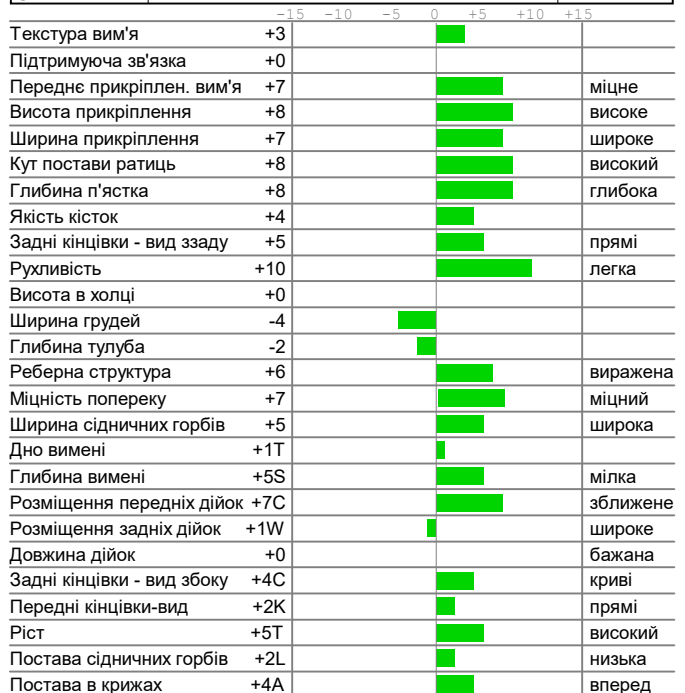 -15 -10 -5 0 +5 +10 +15
Текстура вим'я +3
Підтримуюча зв'язка +0
Переднє прикріплен. вим'я +7 міцне
Висота прикріплення +8 високе
Ширина прикріплення +7 широке
Кут постави ратиць +8 високий
Глибина п'ястка +8 глибока
Якість кісток +4
Задні кінцівки - вид ззаду +5 прямі
Рухливість +10 легка
Висота в холці +0
Ширина грудей -4
Глибина тулуба -2
Реберна структура +6 виражена
Міцність попереку +7 міцний
Ширина сідничних горбів +5 широка
Дно вимені +1T
Глибина вимені +5S мілка
Розміщення передніх дійок +7C зближене
Розміщення задніх дійок +1W широке
Довжина дійок +0 бажана
Задні кінцівки - вид збоку +4C криві
Передні кінцівки-вид +2K прямі
Ріст +5T високий
Постава сідничних горбів +2L низька
Постава в крижах +4A вперед